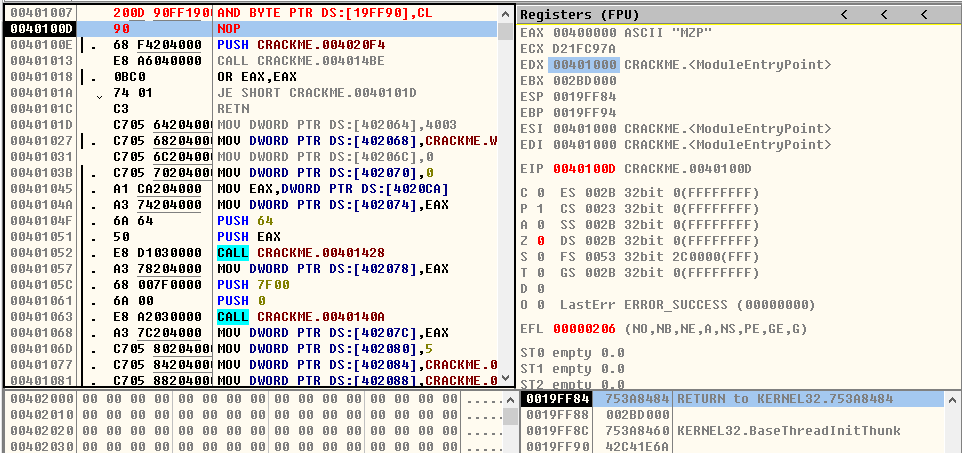 00401007 200D 90FF1900 AND BYTE PTR DS:[19FF90],CL
0040100D 90 NOP
0040100E . 68 F4204000 PUSH CRACKME.004020F4
00401013 . E8 A6040000 CALL CRACKME.004014BE
00401018 . 0BC0 OR EAX,EAX
0040101A . 74 01 JE SHORT CRACKME.0040101D
0040101C . C3 RETN
0040101D . C705 64204000 MOV DWORD PTR DS:[402064],4003
00401027 . C705 68204000 MOV DWORD PTR DS:[402068],CRACKME.W
00401031 . C705 6C204000 MOV DWORD PTR DS:[40206C],0
0040103B . C705 70204000 MOV DWORD PTR DS:[402070],0
00401045 . A1 CA204000 MOV EAX,DWORD PTR DS:[4020CA]
0040104A . A3 74204000 MOV DWORD PTR DS:[402074],EAX
0040104F . 6A 64 PUSH 64
00401051 . 50 PUSH EAX
00401052 . E8 D1030000 CALL CRACKME.00401428
00401057 . A3 78204000 MOV DWORD PTR DS:[402078],EAX
0040105C . 68 007F0000 PUSH 7F00
00401061 . 6A 00 PUSH 0
00401063 . E8 A2030000 CALL CRACKME.0040140A
00401068 . A3 7C204000 MOV DWORD PTR DS:[40207C],EAX
0040106D . C705 80204000 MOV DWORD PTR DS:[402080],5
00401077 . C705 84204000 MOV DWORD PTR DS:[402084],CRACKME.0
00401081 . C705 88204000 MOV DWORD PTR DS:[402088],CRACKME.0
Registers (FPU) < < <
EAX 00400000 ASCII "MZP"
ECX D21FC97A
EDX 00401000 CRACKME.<ModuleEntryPoint>
EBX 002BD000
ESP 0019FF84
EBP 0019FF94
ESI 00401000 CRACKME.<ModuleEntryPoint>
EDI 00401000 CRACKME.<ModuleEntryPoint>
EIP 0040100D CRACKME.0040100D
C 0 ES 002B 32bit 0(FFFFFFFF)
P 1 CS 0023 32bit 0(FFFFFFFF)
A 0 SS 002B 32bit 0(FFFFFFFF)
Z 0 DS 002B 32bit 0(FFFFFFFF)
S 0 FS 0053 32bit 2C0000(FFF)
T 0 GS 002B 32bit 0(FFFFFFFF)
D 0
O 0 LastErr ERROR_SUCCESS (00000000)
EFL 00000206 (NO,NB,NE,A,NS,PE,GE,G)
ST0 empty 0.0
ST1 empty 0.0
ST2 empty 0.0
00402000 00 00 00 00 00 00 00 00 00 00 00 00 00 00 00 00 .....
00402010 00 00 00 00 00 00 00 00 00 00 00 00 00 00 00 00 .....
00402020 00 00 00 00 00 00 00 00 00 00 00 00 00 00 00 00 .....
00402030 00 00 00 00 00 00 00 00 00 00 00 00 00 00 00 00 .....
0019FF84 753A8484 RETURN to KERNEL32.753A8484
0019FF88 002BD000
0019FF8C 753A8460 KERNEL32.BaseThreadInitThunk
0019FF90 42C41E6A